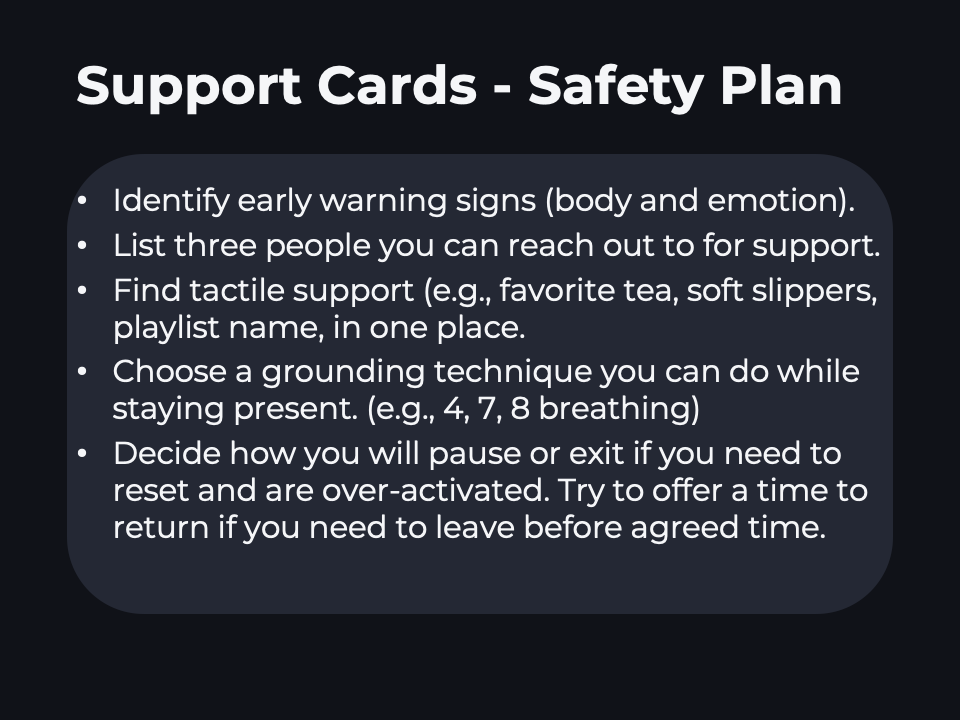 Support Cards - Safety Plan
• Identify early warning signs (body and emotion).
• List three people you can reach out to for support.
• Find tactile support (e.g., favorite tea, soft slippers,
playlist name, in one place.
• Choose a grounding technique you can do while
staying present. (e.g., 4, 7, 8 breathing)
• Decide how you will pause or exit if you need to
reset and are over-activated. Try to offer a time to
return if you need to leave before agreed time.